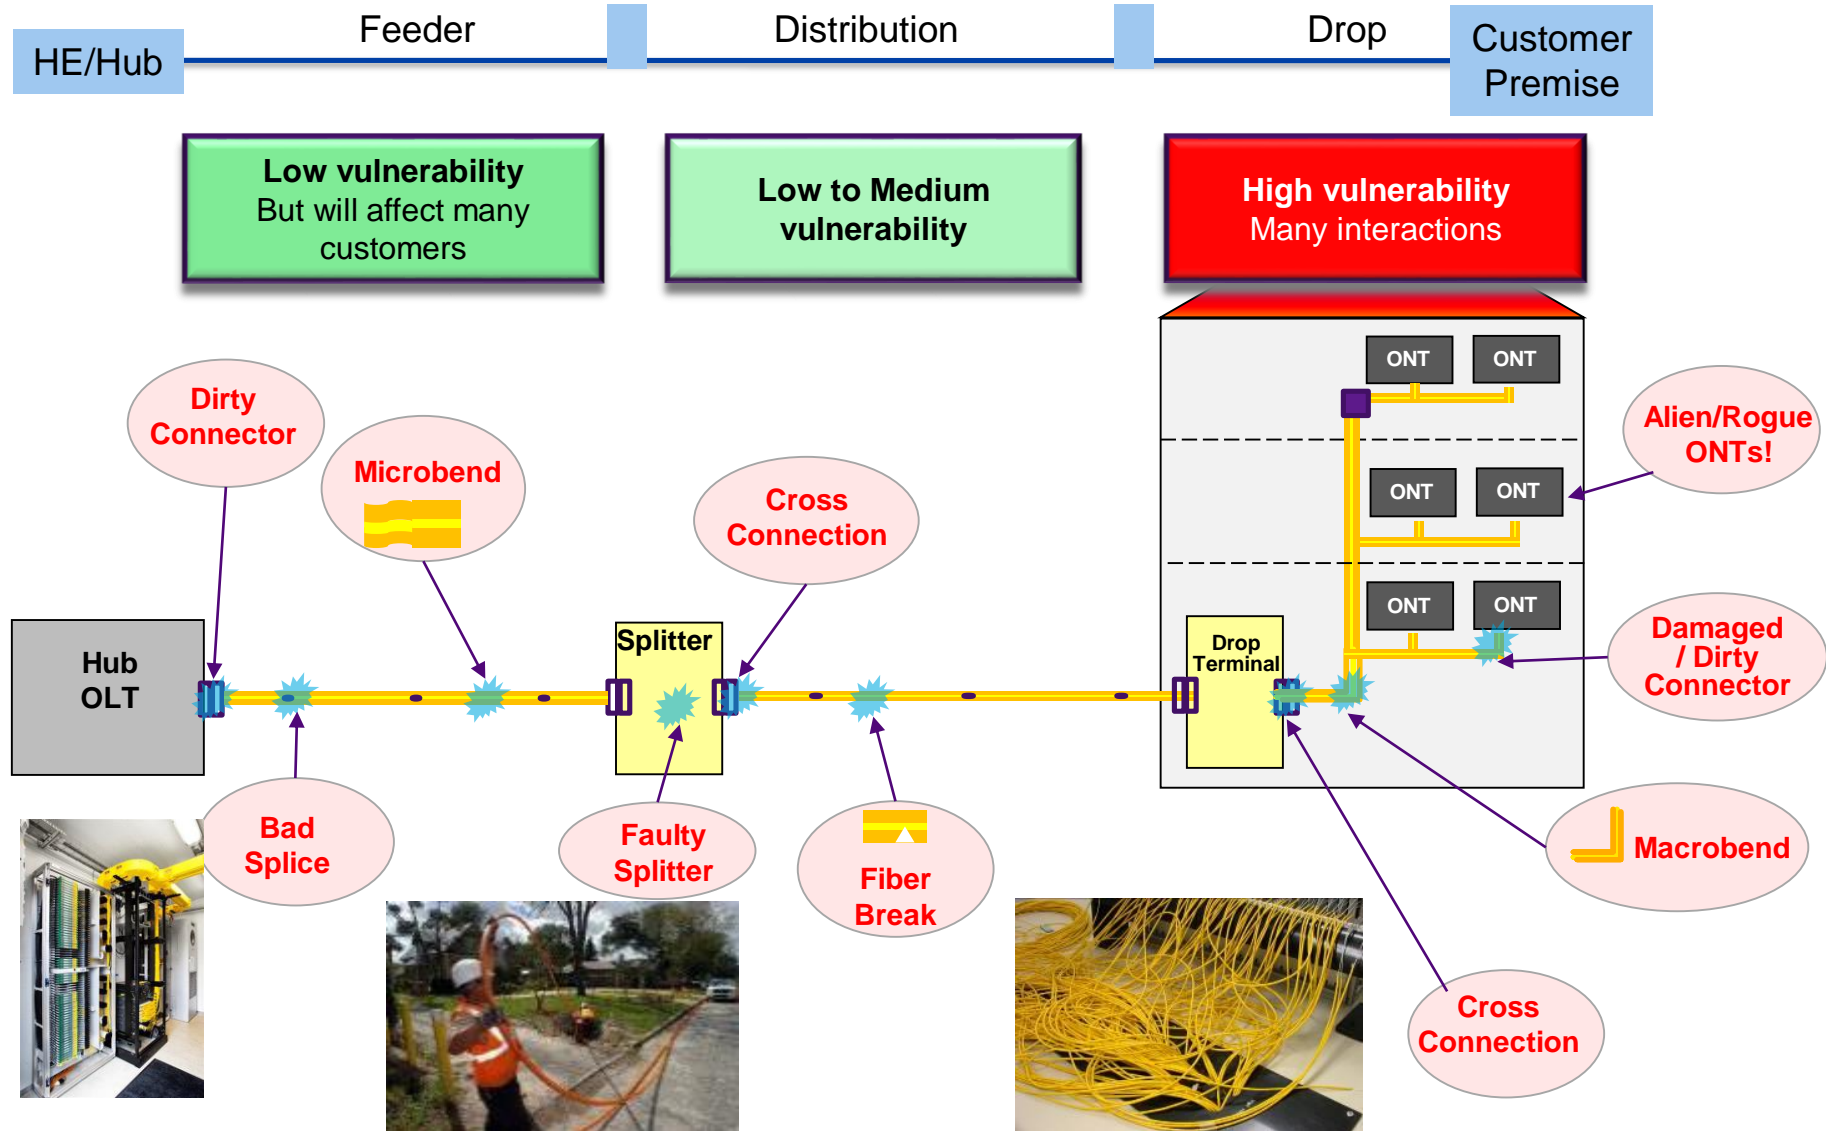 HE/Hub
Feeder
Distribution
Drop
Customer
Premise
Low vulnerability
But will affect many
customers
Low to Medium
vulnerability
High vulnerability
Many interactions
ONT
ONT
Dirty
Connector
Microbend
Cross
Connection
Alien/Rogue
ONTs!
ONT
ONT
ONT
ONT
Hub
OLT
Splitter
Drop
Terminal
Damaged
/ Dirty
Connector
Bad
Splice
Faulty
Splitter
Fiber
Break
Macrobend
Cross
Connection